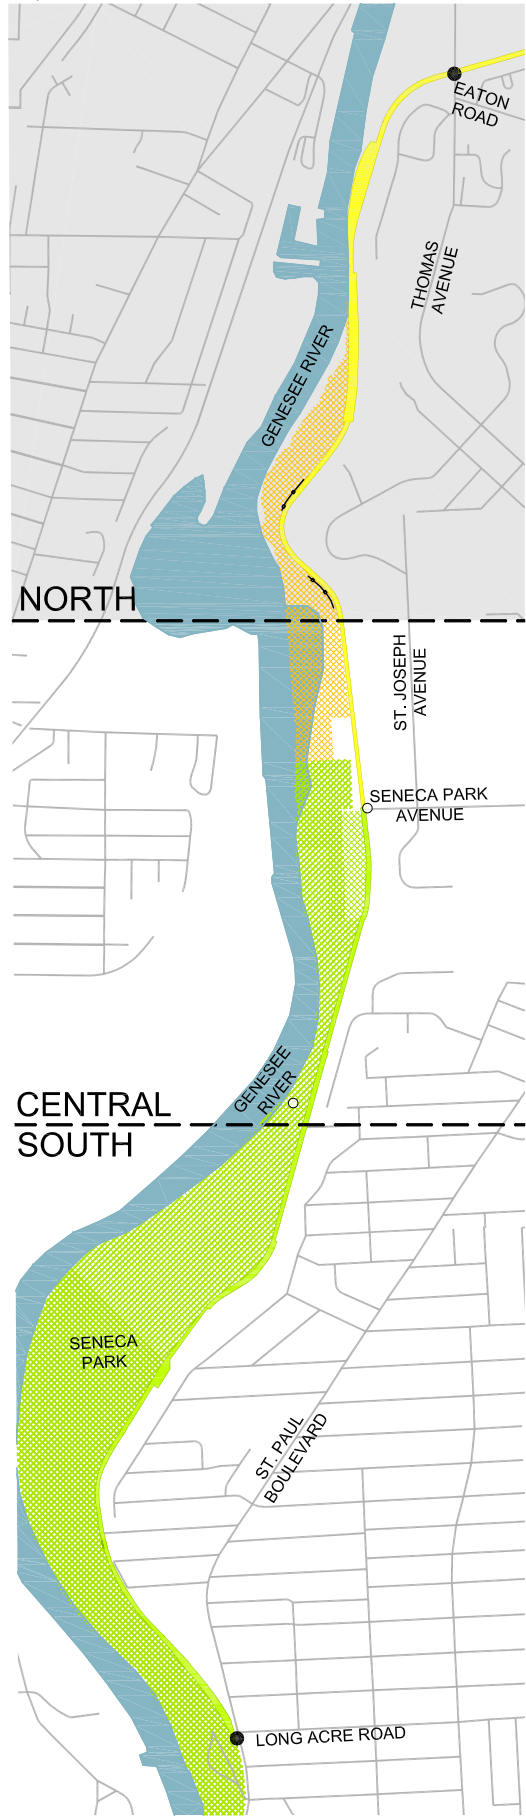 EATON
ROAD
THOMAS
AVENUE
GENESEE RIVER
NORTH
ST. JOSEPH
AVENUE
SENECA PARK
AVENUE
GENESEE
RIVER
CENTRAL
SOUTH
SENECA
PARK
ST. PAUL
BOULEVARD
LONG ACRE ROAD